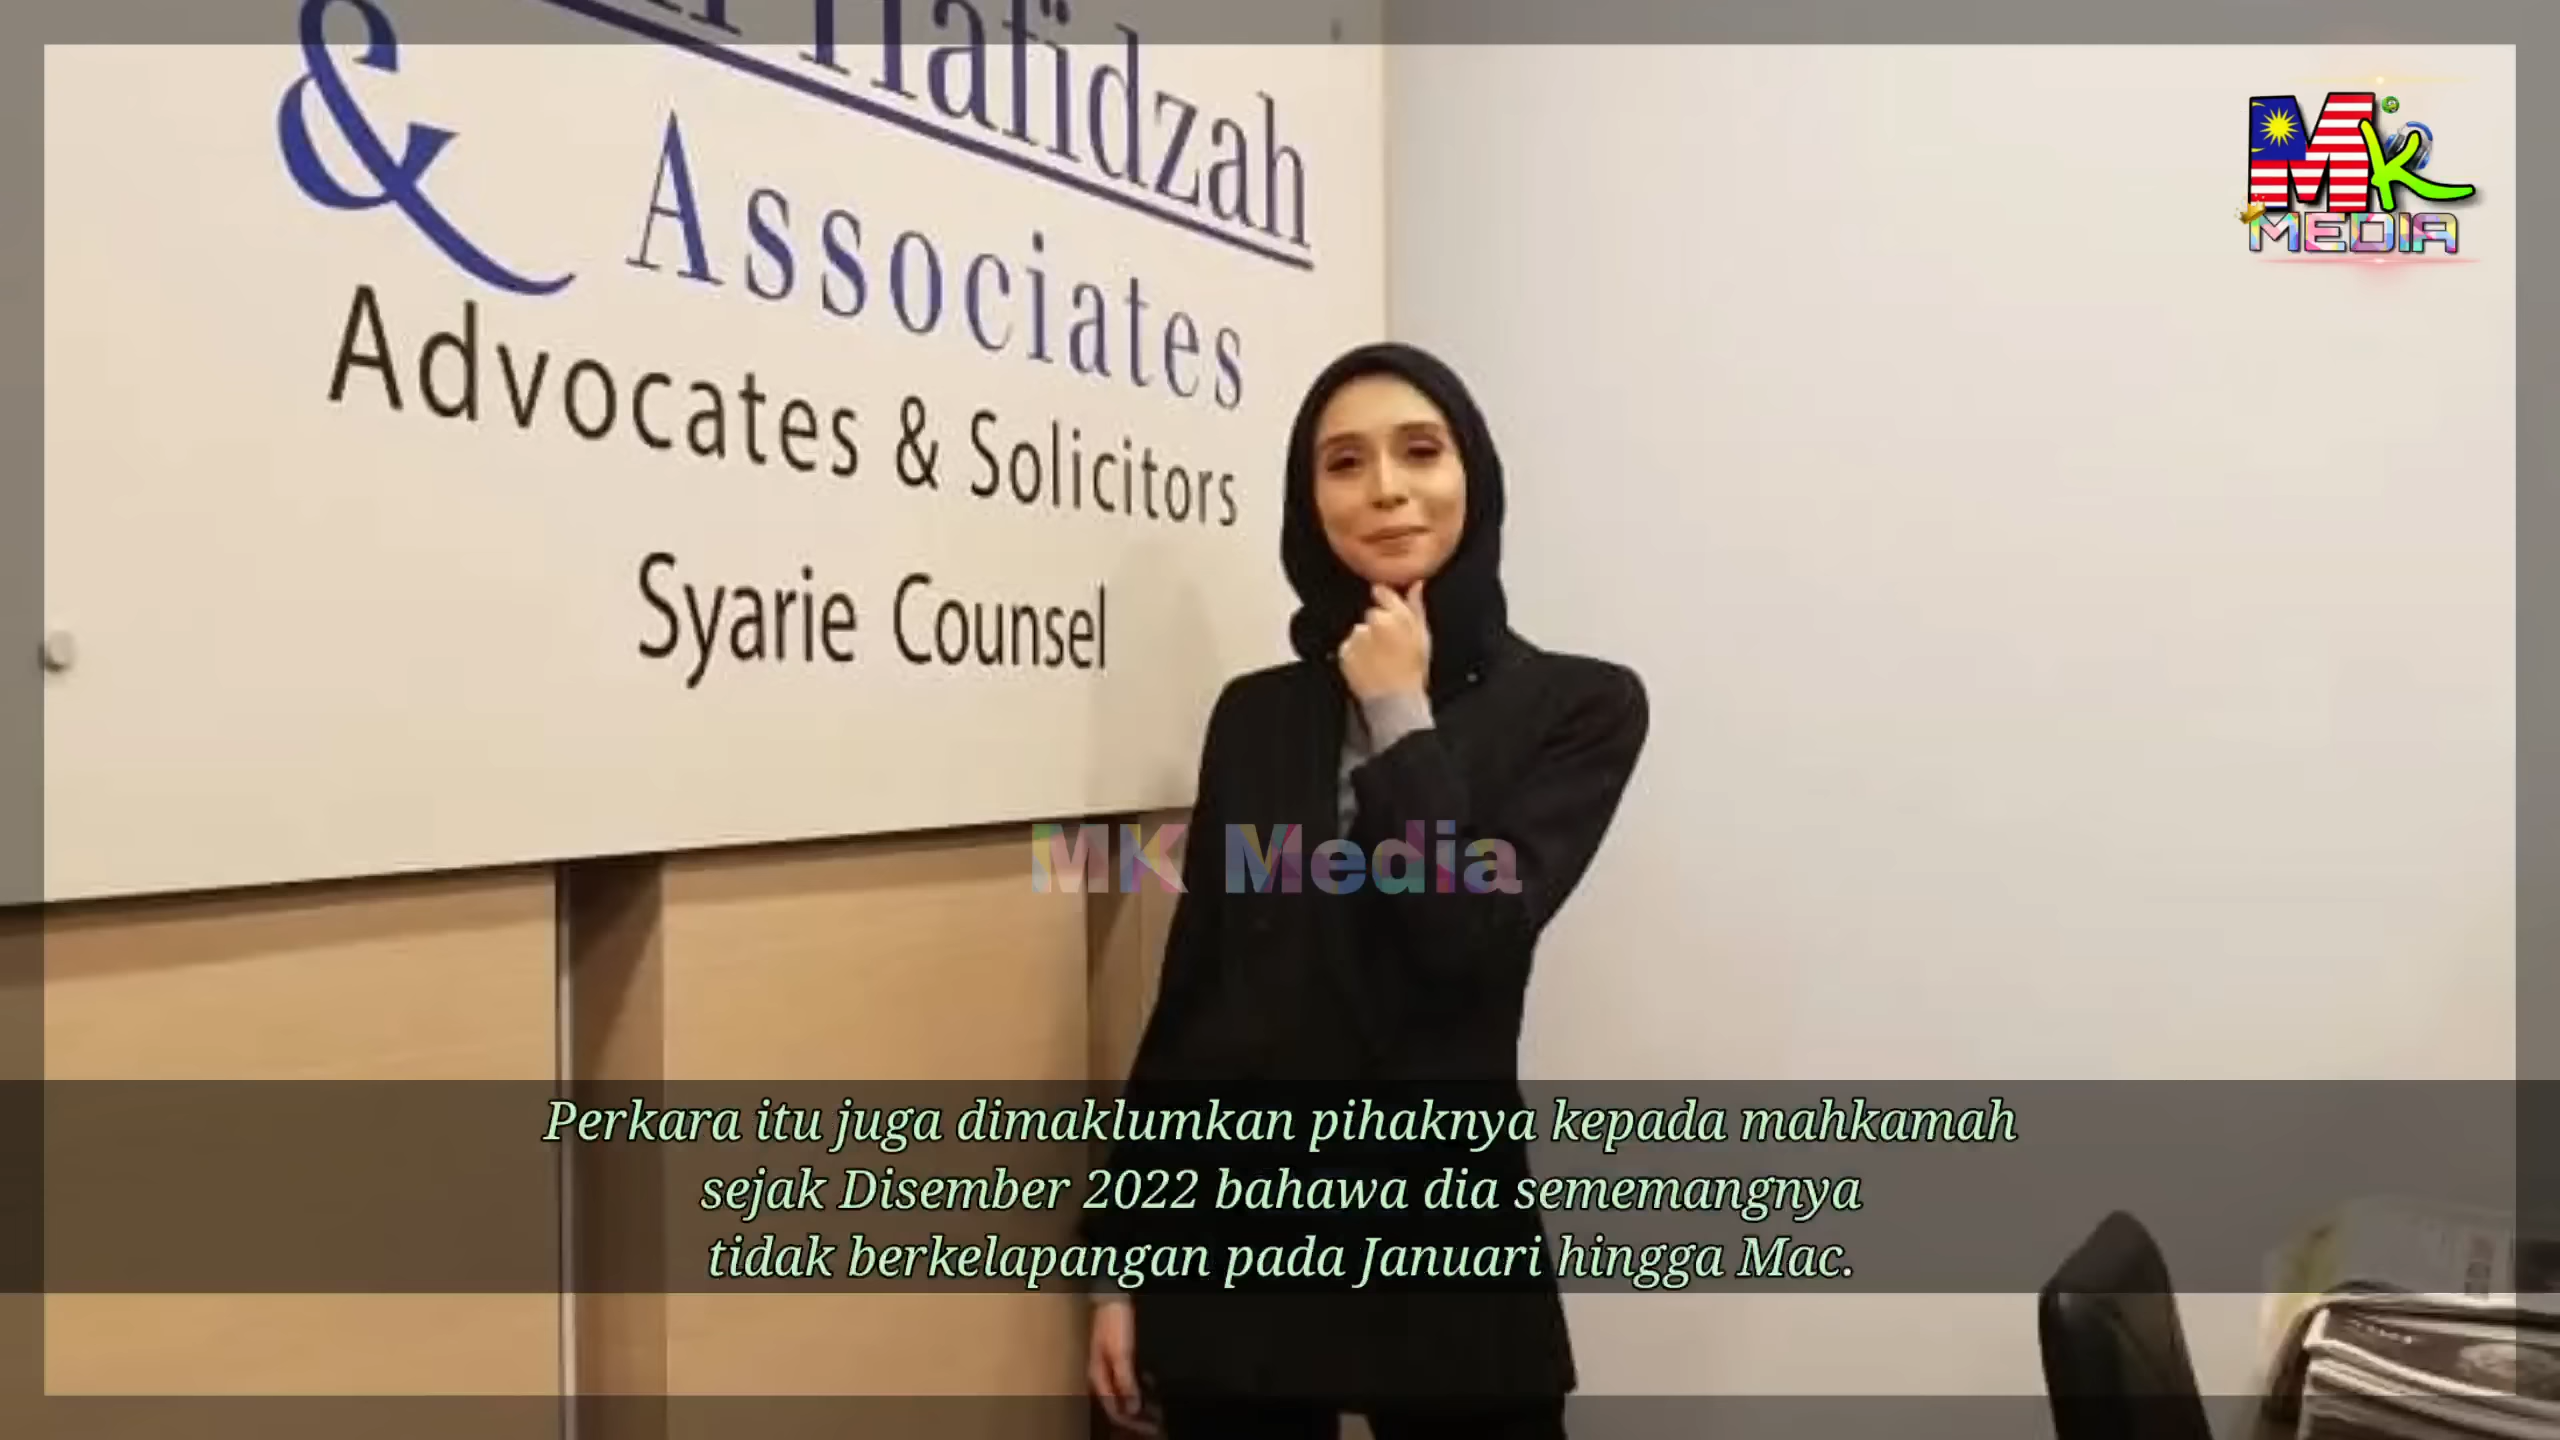 Hafidzah
& Associates
Advocates & Solicitors
Syarie Counsel
MK
MEDIA
MK Media
Perkara itu juga dimaklumkan pihaknya kepada mahkamah
sejak Disember 2022 bahawa dia sememangnya
tidak berkelapangan pada Januari hingga Mac.